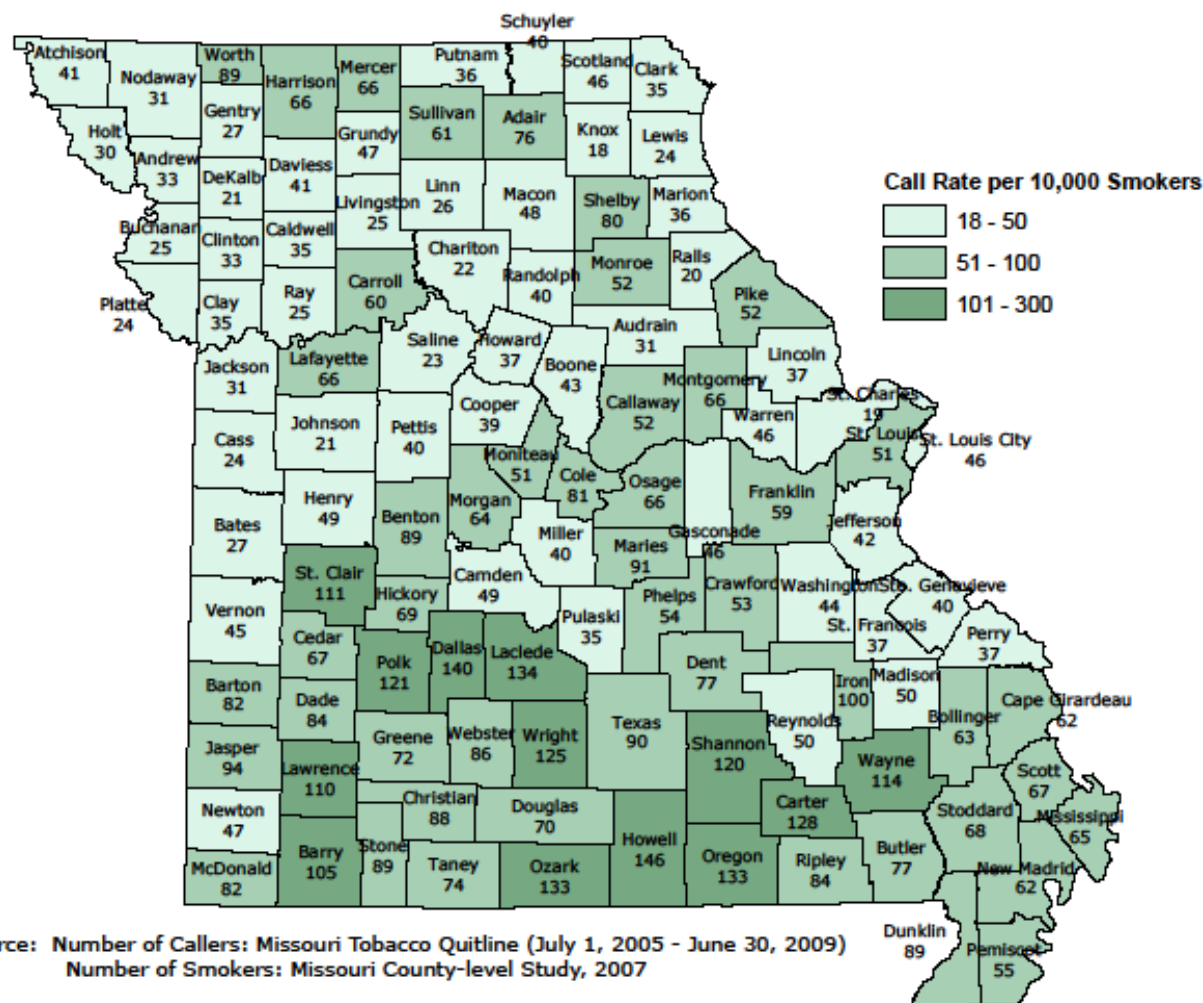 Schuyler
40
Atchison
41
Nodaway
31
Worth
89
Harrison
66
Mercer
66
Putnam
36
Scotland
46
Clark
35
Holt
30
Gentry
27
Grundy
47
Sullivan
61
Adair
76
Knox
18
Lewis
24
Andrew
33
DeKalb
21
Daviess
41
Livingston
25
Linn
26
Macon
48
Shelby
80
Marion
36
Call Rate per 10,000 Smokers
18 - 50
51 - 100
101 - 300
Buchanan
25
Clinton
33
Caldwell
35
Chariton
22
Randolph
40
Monroe
52
Ralls
20
Platte
24
Clay
35
Ray
25
Carroll
60
Pike
52
Jackson
31
Lafayette
66
Saline
23
Howard
37
Boone
43
Audrain
31
Lincoln
37
Cass
24
Johnson
21
Pettis
40
Cooper
39
Callaway
52
Montgomery
66
Warren
46
St. Charles
19
St. Louis
51
St. Louis City
46
Moniteau
51
Cole
81
Osage
66
Franklin
59
Bates
27
Henry
49
Benton
89
Morgan
64
Miller
40
Maries
91
Gasconade
46
Jefferson
42
St. Clair
111
Hickory
69
Camden
49
Pulaski
35
Phelps
54
Crawford
53
Washington
44
Ste. Genevieve
40
St. Francois
37
Perry
37
Vernon
45
Cedar
67
Polk
121
Dallas
140
Laclede
134
Dent
77
Iron
100
Madison
50
Barton
82
Dade
84
Greene
72
Webster
86
Wright
125
Texas
90
Shannon
120
Reynolds
50
Bollinger
63
Cape Girardeau
62
Jasper
94
Lawrence
110
Wayne
114
Scott
67
Newton
47
Christian
88
Douglas
70
Carter
128
Stoddard
68
Mississippi
65
McDonald
82
Barry
105
Stone
89
Taney
74
Ozark
133
Howell
146
Oregon
133
Ripley
84
Butler
77
New Madrid
62
Dunklin
89
Pemiscot
55
rce: Number of Callers: Missouri Tobacco Quitline (July 1, 2005 - June 30, 2009)
Number of Smokers: Missouri County-level Study, 2007